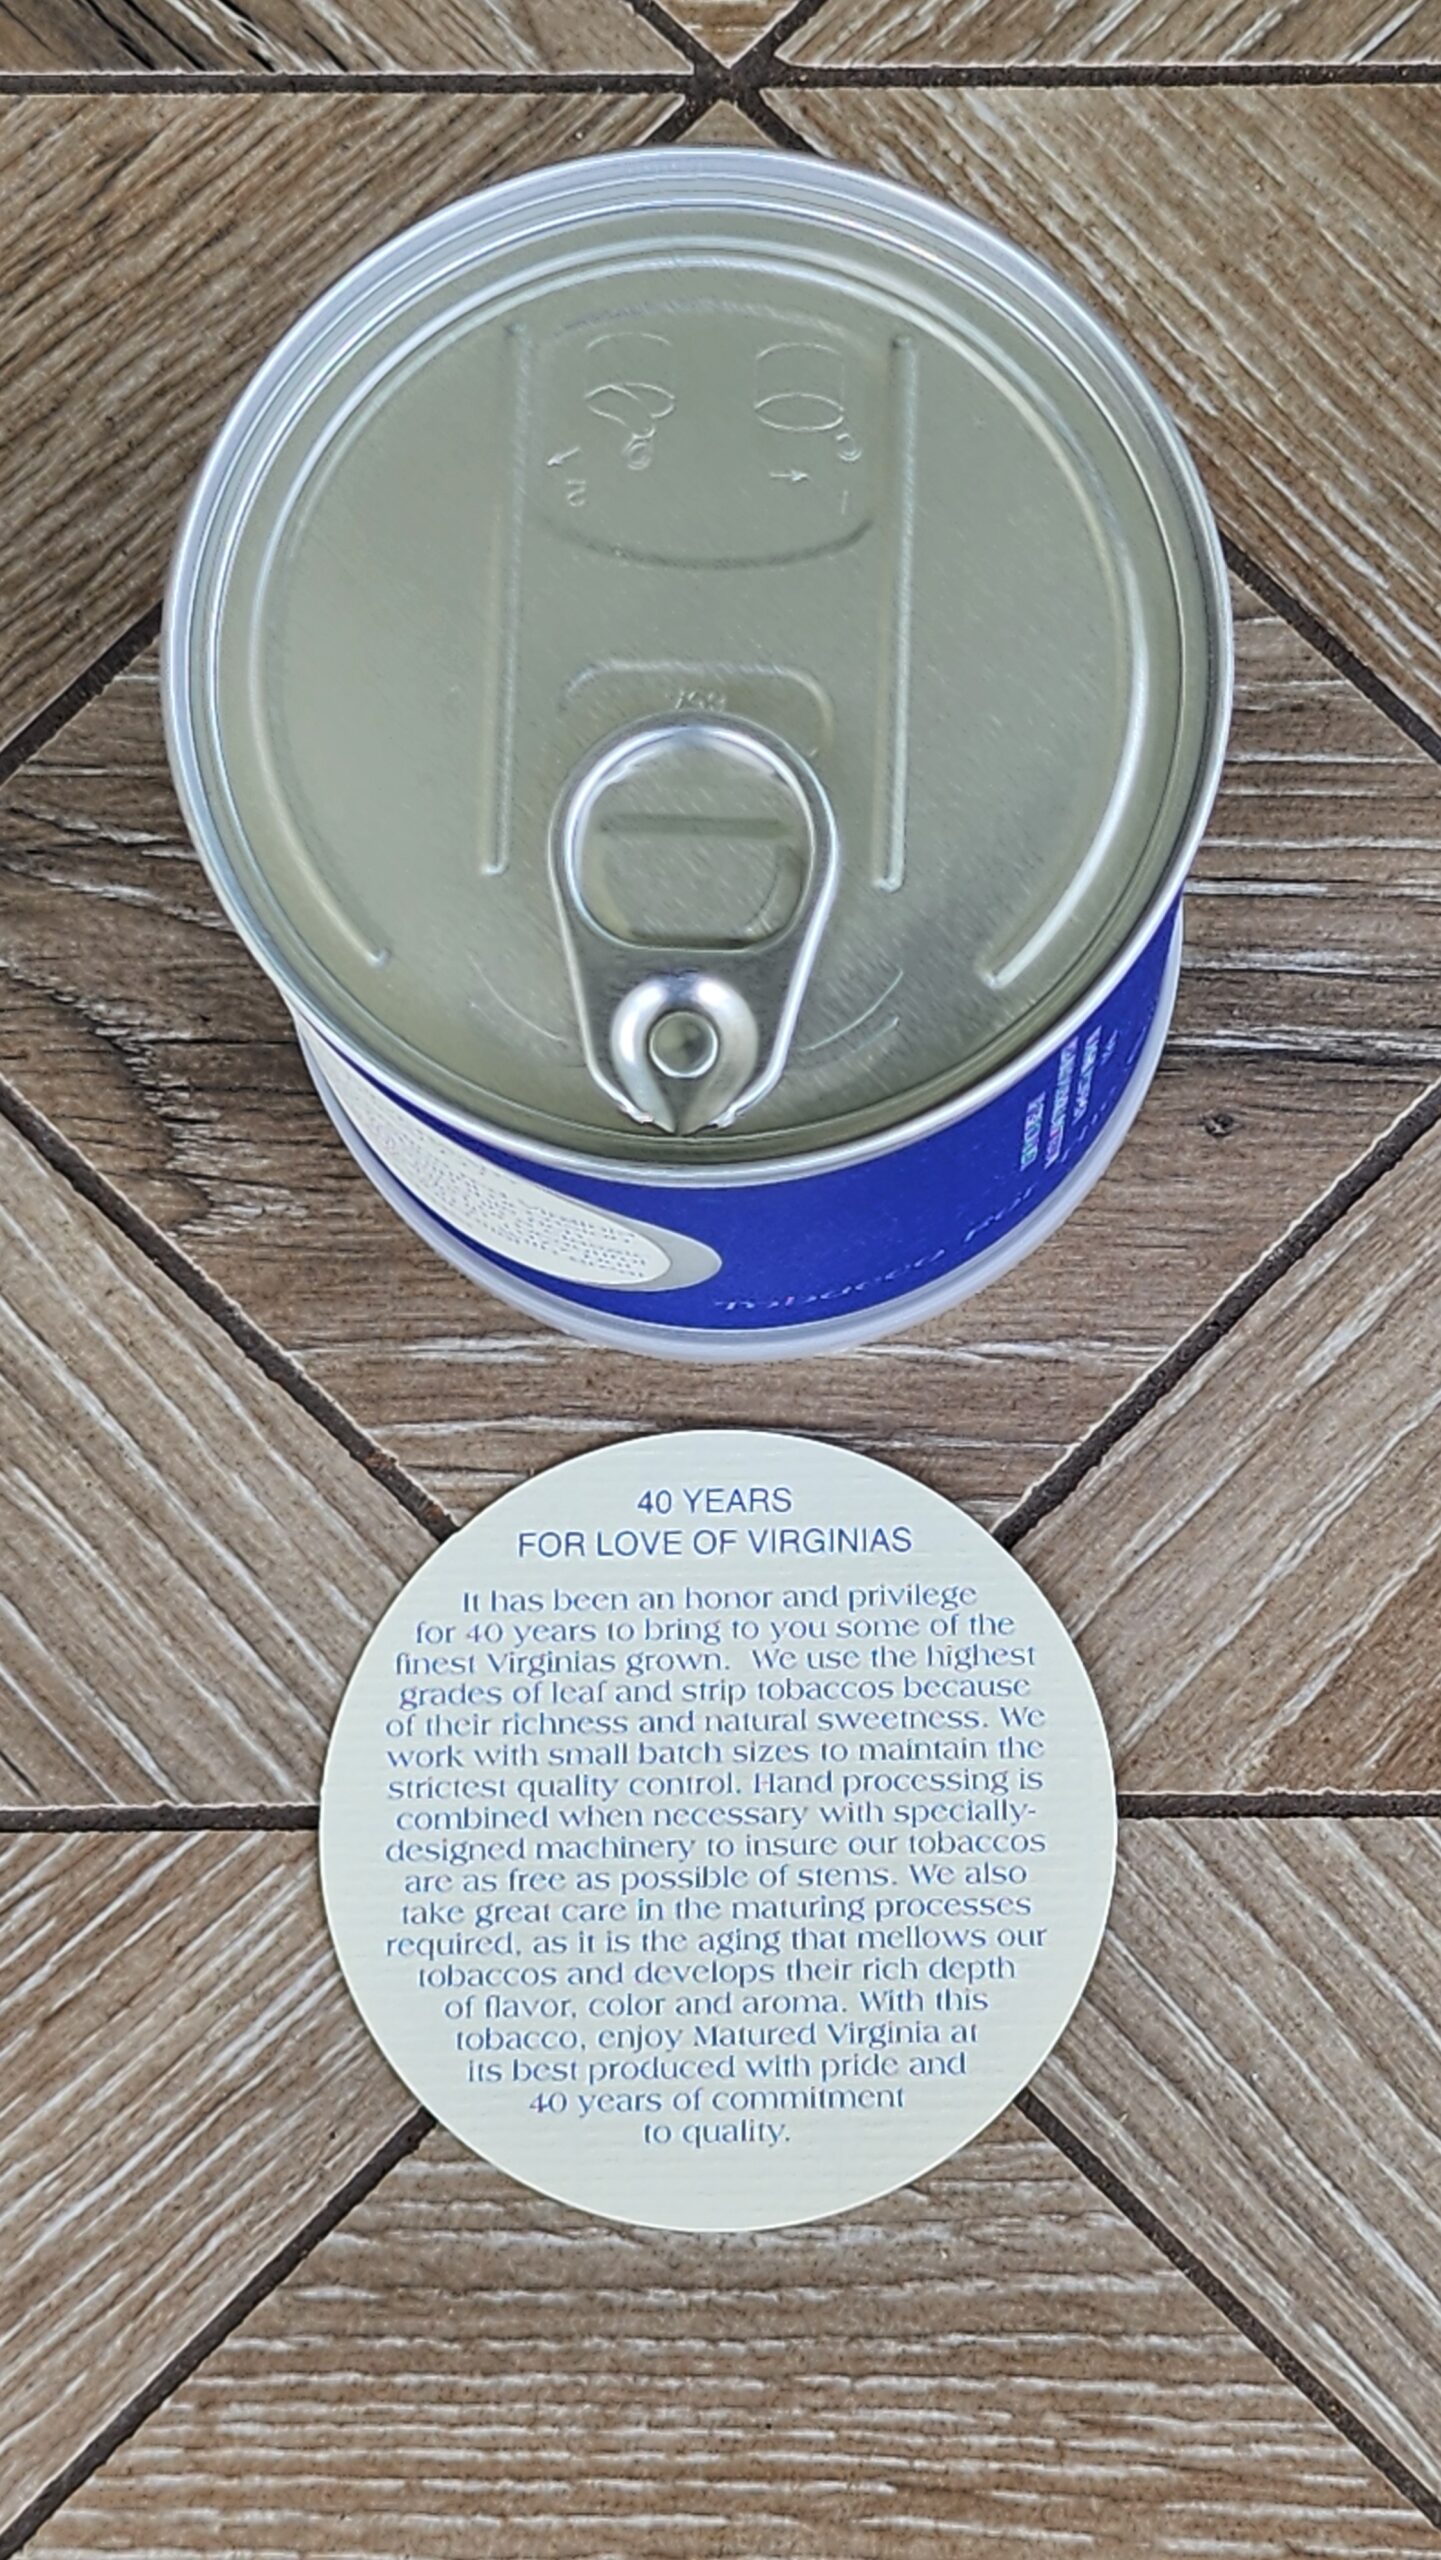 40 YEARS
FOR LOVE OF VIRGINIAS
It has been an honor and privilege
for 40 years to bring to you some of the
finest Virginias grown. We use the highest
grades of leaf and strip tobaccos because
of their richness and natural sweetness. We
work with small batch sizes to maintain the
strictest quality control. Hand processing is
combined when necessary with specially-
designed machinery to insure our tobaccos
are as free as possible of stems. We also
take great care in the maturing processes
required, as it is the aging that mellows our
tobaccos and develops their rich depth
of flavor, color and aroma. With this
tobacco, enjoy Matured Virginia at
its best produced with pride and
40 years of commitment
to quality.